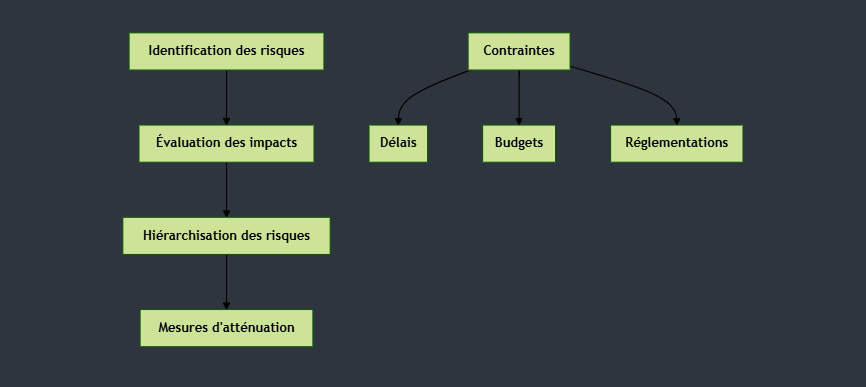 Identification des risques
Contraintes
Évaluation des impacts
Délais
Budgets
Réglementations
Hiérarchisation des risques
Mesures d'atténuation